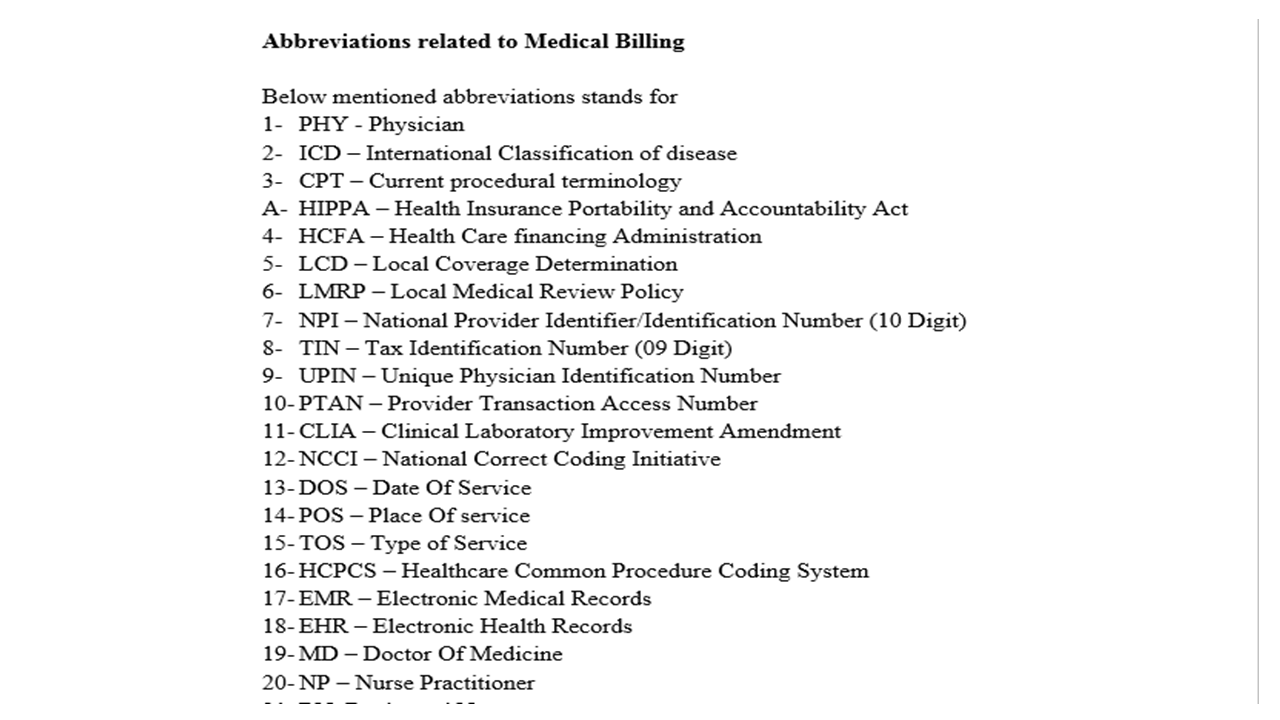 Abbreviations related to Medical Billing
Below mentioned abbreviations stands for
1- PHY - Physician
2- ICD – International Classification of disease
3- CPT – Current procedural terminology
A- HIPPA – Health Insurance Portability and Accountability Act
4- HCFA – Health Care financing Administration
5- LCD – Local Coverage Determination
6- LMRP – Local Medical Review Policy
7- NPI – National Provider Identifier/Identification Number (10 Digit)
8- TIN – Tax Identification Number (09 Digit)
9- UPIN – Unique Physician Identification Number
10- PTAN – Provider Transaction Access Number
11- CLIA – Clinical Laboratory Improvement Amendment
12- NCCI – National Correct Coding Initiative
13- DOS – Date Of Service
14- POS – Place Of service
15- TOS – Type of Service
16- HCPCS – Healthcare Common Procedure Coding System
17- EMR – Electronic Medical Records
18- EHR – Electronic Health Records
19- MD – Doctor Of Medicine
20- NP – Nurse Practitioner